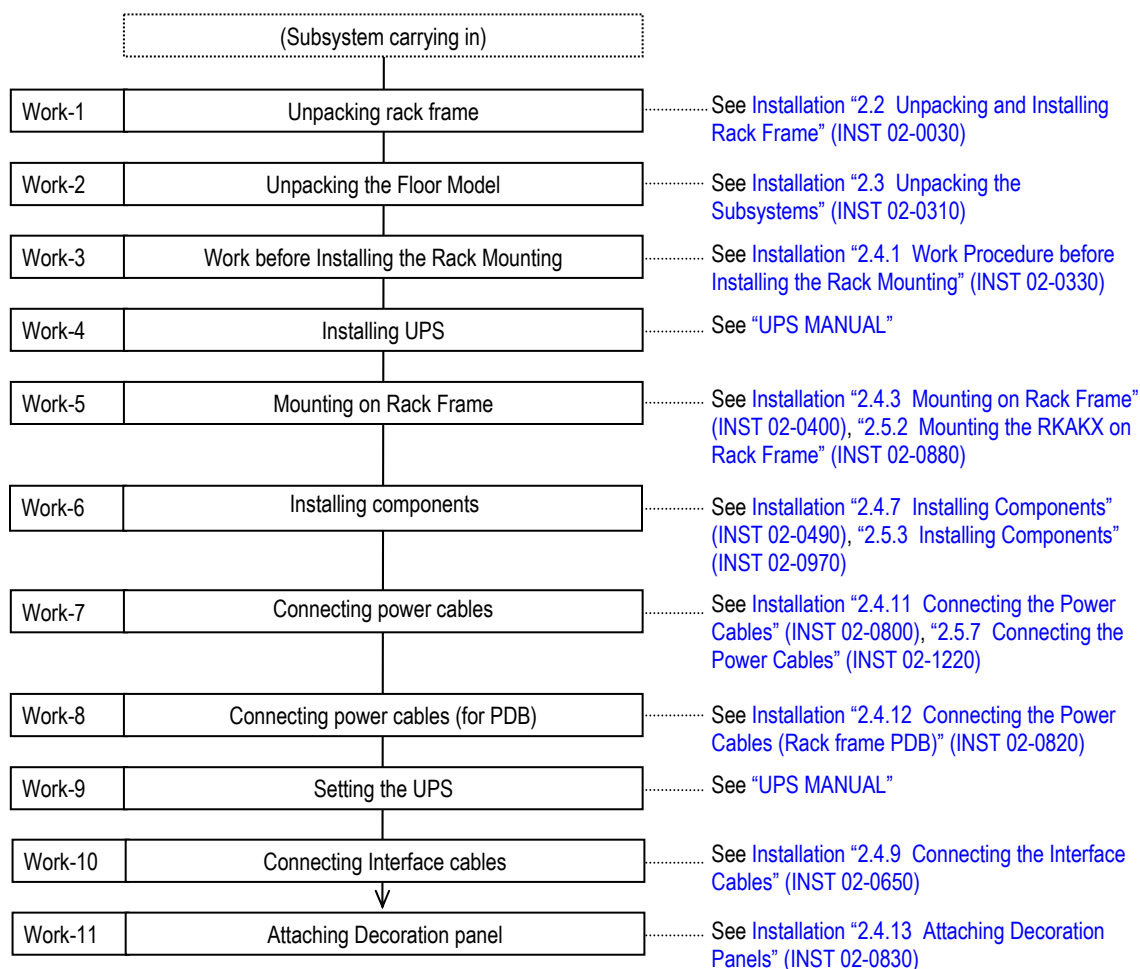 (Subsystem carrying in)
Work-1 Unpacking rack frame See Installation “2.2 Unpacking and Installing
Rack Frame” (INST 02-0030)
Work-2 Unpacking the Floor Model See Installation “2.3 Unpacking the
Subsystems” (INST 02-0310)
Work-3 Work before Installing the Rack Mounting See Installation “2.4.1 Work Procedure before
Installing the Rack Mounting” (INST 02-0330)
Work-4 Installing UPS See “UPS MANUAL”
Work-5 Mounting on Rack Frame See Installation “2.4.3 Mounting on Rack Frame”
(INST 02-0400), “2.5.2 Mounting the RKAKX on
Rack Frame” (INST 02-0880)
Work-6 Installing components See Installation “2.4.7 Installing Components”
(INST 02-0490), “2.5.3 Installing Components”
(INST 02-0970)
Work-7 Connecting power cables See Installation “2.4.11 Connecting the Power
Cables” (INST 02-0800), “2.5.7 Connecting the
Power Cables” (INST 02-1220)
Work-8 Connecting power cables (for PDB) See Installation “2.4.12 Connecting the Power
Cables (Rack frame PDB)” (INST 02-0820)
Work-9 Setting the UPS See “UPS MANUAL”
Work-10 Connecting Interface cables See Installation “2.4.9 Connecting the Interface
Cables” (INST 02-0650)
Work-11 Attaching Decoration panel See Installation “2.4.13 Attaching Decoration
Panels” (INST 02-0830)